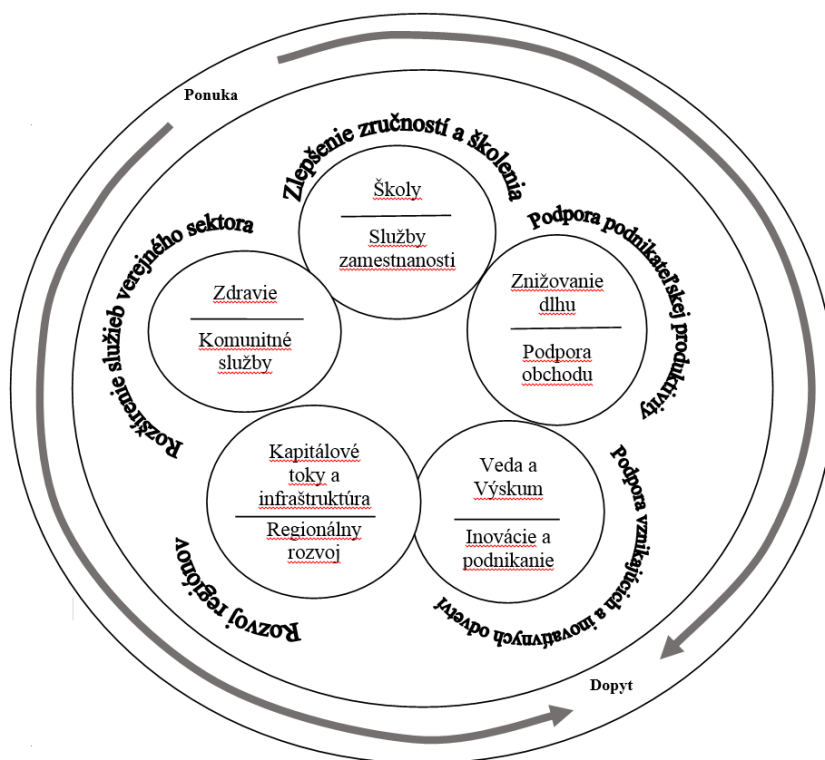 Ponuka
Zlepšenie zručností a školenia
Školy
Služby
zamestnanosti
Podpora podnikateľskej produktivity
Znižovanie
dlhu
Podpora
obchodu
Rozšírenie služieb verejného sektora
Zdravie
Komunitné
služby
Kapitálové
toky a
infraštruktúra
Regionálny
rozvoj
Rozvoj regiónov
Veda a
Výskum
Inovácie a
podnikanie
Podpora vznikajúcich a inovatívnych odvetví
Dopyt